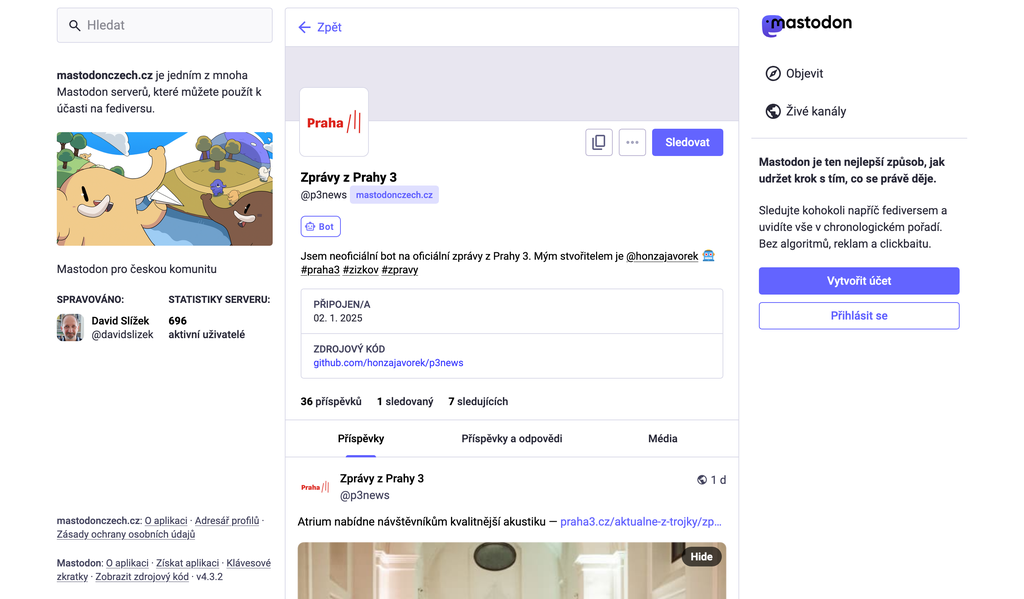 Hledat
mastodonczech.cz je jedním z mnoha
Mastodon serverů, které můžete použít k
účasti na fediversu.
Mastodon pro českou komunitu
SPRAVOVÁNO:
David Slížek
@davidslizek
STATISTIKY SERVERU:
696
aktivní uživatelé
mastodonczech.cz: O aplikaci · Adresář profilů ·
Zásady ochrany osobních údajů
Mastodon: O aplikaci · Získat aplikaci · Klávesové
zkratky · Zobrazit zdrojový kód · v4.3.2
Zpět
Praha
Sledovat
Zprávy z Prahy 3
@p3news mastodonczech.cz
Bot
Jsem neoficiální bot na oficiální zprávy z Prahy 3. Mým stvořitelem je @honzajavorek
#praha3 #zizkov #zpravy
PŘIPOJEN/A
02. 1. 2025
ZDROJOVÝ KÓD
github.com/honzajavorek/p3news
36 příspěvků 1 sledovaný 7 sledujících
Příspěvky Příspěvky a odpovědi Média
Praha
Zprávy z Prahy 3
@p3news
1 d
Atrium nabídne návštěvníkům kvalitnější akustiku — praha3.cz/aktualne-z-trojky/zp…
Hide
mastodon
Objevit
Živé kanály
Mastodon je ten nejlepší způsob, jak
udržet krok s tím, co se právě děje.
Sledujte kohokoli napříč fediversem a
uvidíte vše v chronologickém pořadí.
Bez algoritmů, reklam a clickbaitu.
Vytvořit účet
Přihlásit se